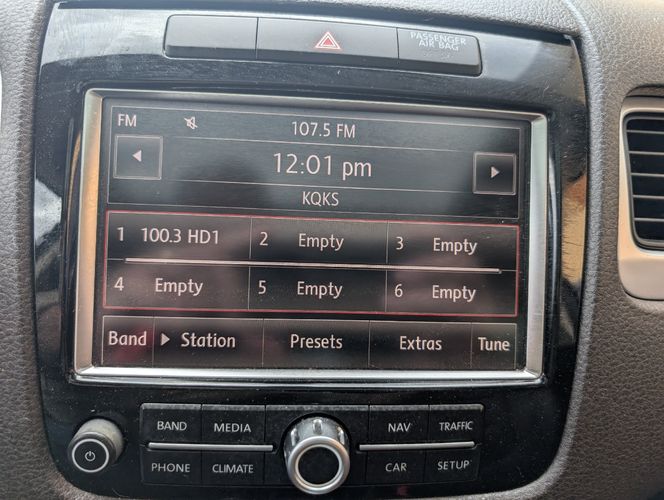 PASSENGER
AIR BAG
FM 107.5 FM
12:01 pm
KQKS
1 100.3 HD1 2 Empty 3 Empty
4 Empty 5 Empty 6 Empty
Band Station Presets Extras Tune
BAND MEDIA NAV TRAFFIC
PHONE CLIMATE CAR SETUP